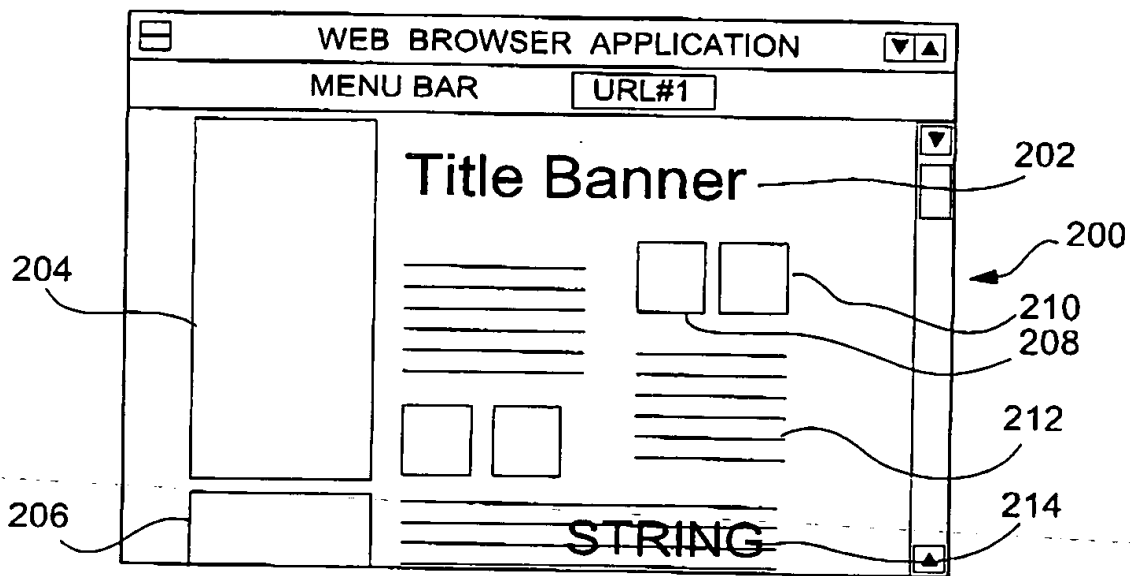 WEB BROWSER APPLICATION
MENU BAR URL#1
Title Banner
202
200
204
210
208
212
206
STRING
214